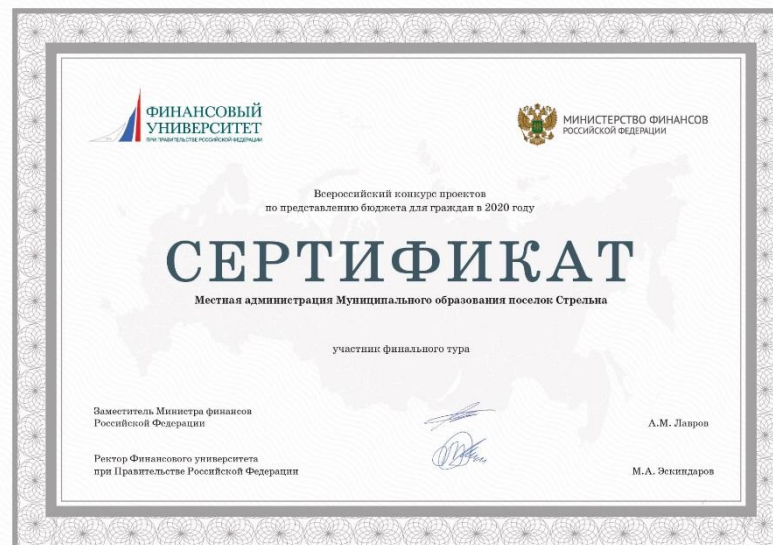 ФИНАНСОВЫЙ
УНИВЕРСИТЕТ
ПРИ ПРАВИТЕЛЬСТВЕ РОССИЙСКОЙ ФЕДЕРАЦИИ
МИНИСТЕРСТВО ФИНАНСОВ
РОССИЙСКОЙ ФЕДЕРАЦИИ
Всероссийский конкурс проектов
по представлению бюджета для граждан в 2020 году
СЕРТИФИКАТ
Местная администрация Муниципального образования поселок Стрельна
участник финального тура
Заместитель Министра финансов
Российской Федерации
А.М. Лавров
Ректор Финансового университета
при Правительстве Российской Федерации
М.А. Эскиндаров